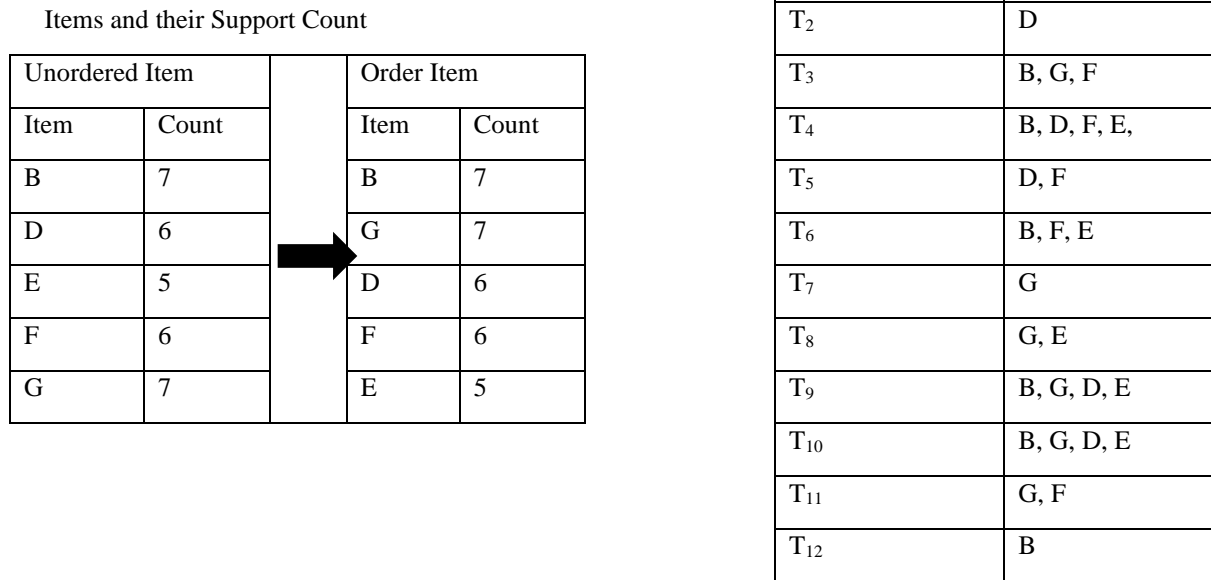 Items and their Support Count
Unordered Item Order Item
Item Count Item Count
B 7 B 7
D 6 G 7
E 5 D 6
F 6 F 6
G 7 E 5
T2 D
T3 B, G, F
T4 B, D, F, E,
T5 D, F
T6 B, F, E
T7 G
T8 G, E
T9 B, G, D, E
T10 B, G, D, E
T11 G, F
T12 B